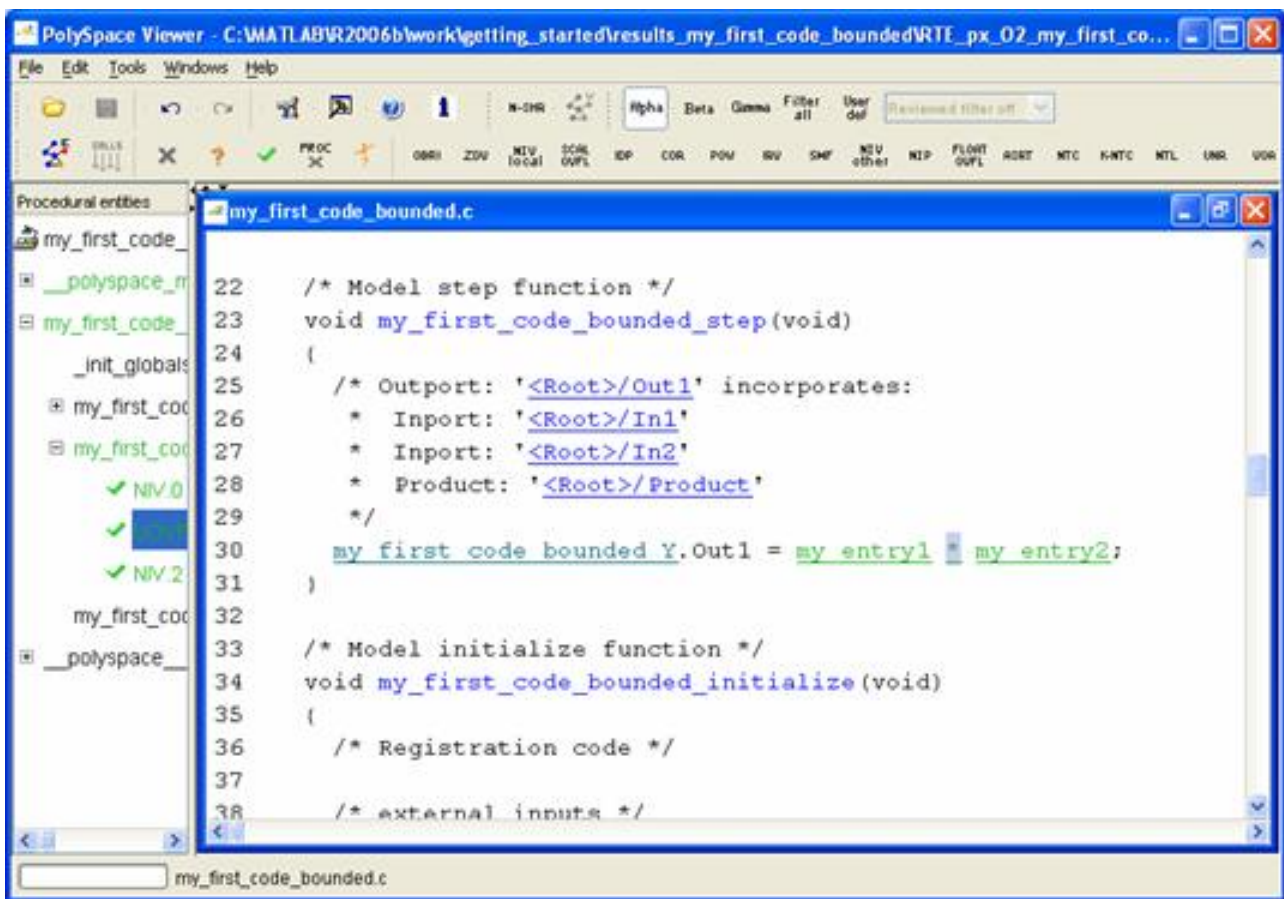 PolySpace Viewer - C:\MATLAB\R2006b\work\getting_started\results_my_first_code_bounded\RTE_px_O2_my_first_co...
File Edit Tools Windows Help
N-SHR Alpha Beta Gamma Filter all User def Reviewed filter off
CALLS PROC OBAI ZDV NIV local SCAL OVFL IDP COR POW IRV SHF NIV other NIP FLOAT OVFL ASRT NTC K-NTC NTL UNR VOA
Procedural entities
my_first_code_bounded.c
my_first_code_
__polyspace_m
my_first_code_
_init_globals
my_first_cod
my_first_cod
NIV.0
NIV.2
my_first_cod
__polyspace__
22 /* Model step function */
23 void my_first_code_bounded_step(void)
24 {
25 /* Outport: '<Root>/Out1' incorporates:
26 * Inport: '<Root>/In1'
27 * Inport: '<Root>/In2'
28 * Product: '<Root>/Product'
29 */
30 my_first_code_bounded_Y.Out1 = my_entry1 * my_entry2;
31 }
32
33 /* Model initialize function */
34 void my_first_code_bounded_initialize(void)
35 {
36 /* Registration code */
37
38 /* external inputs */
my_first_code_bounded.c